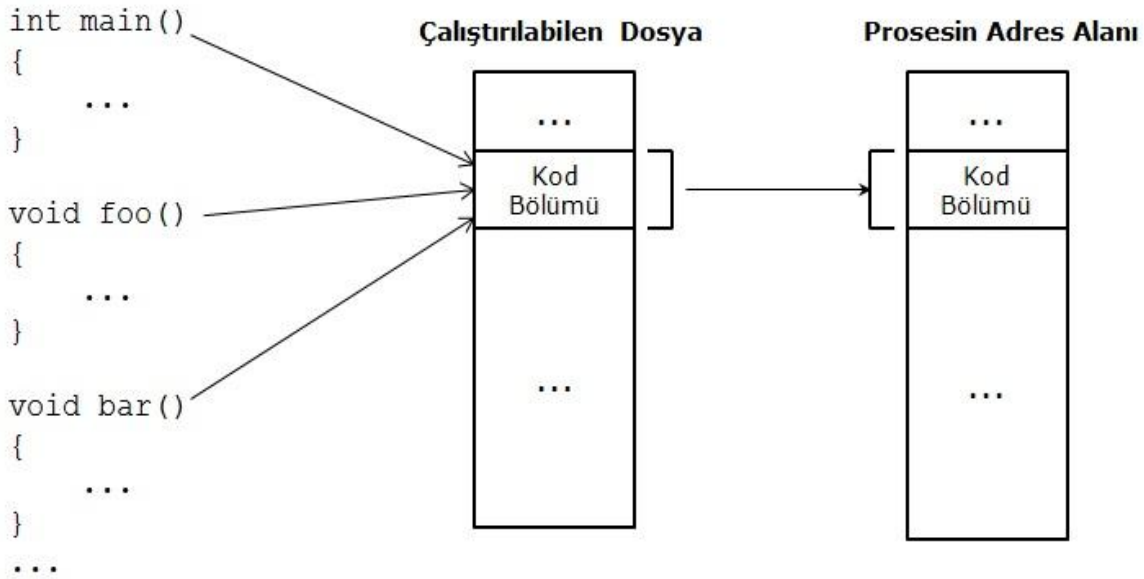 int main()
{
...
}
void foo()
{
...
}
void bar()
{
...
}
...
Çalıştırılabilen Dosya
...
Kod
Bölümü
...
Prosesin Adres Alanı
...
Kod
Bölümü
...